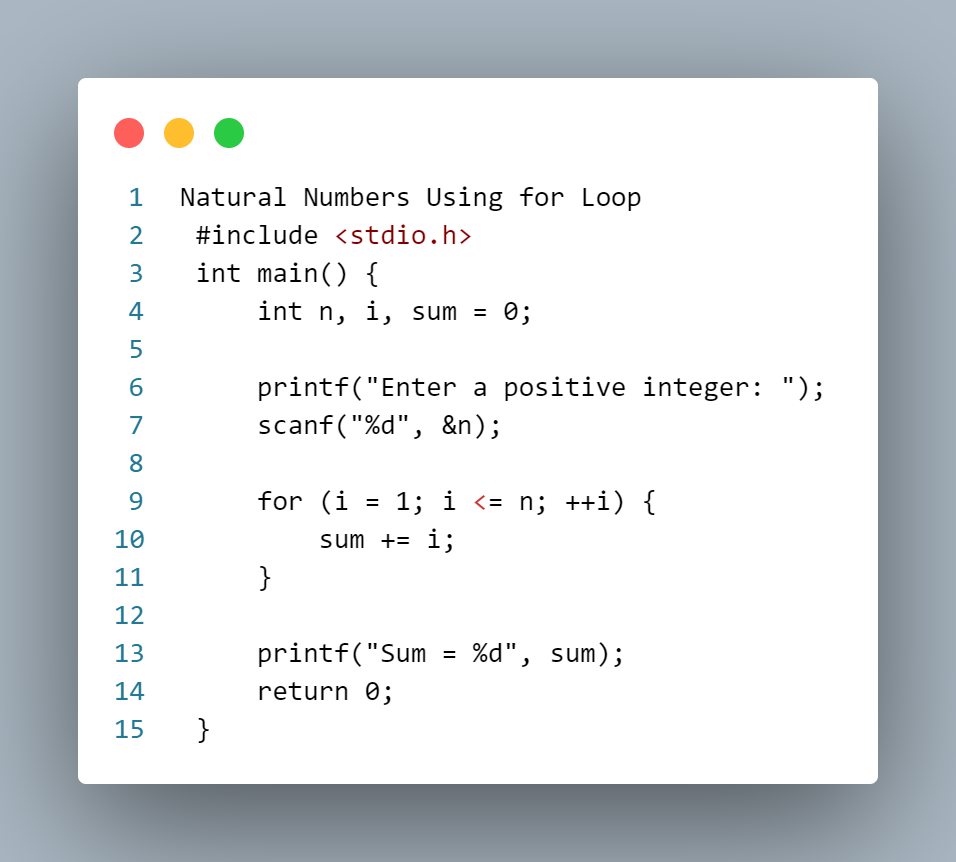 1 Natural Numbers Using for Loop
2 #include <stdio.h>
3 int main() {
4 int n, i, sum = 0;
5
6 printf("Enter a positive integer: ");
7 scanf("%d", &n);
8
9 for (i = 1; i <= n; ++i) {
10 sum += i;
11 }
12
13 printf("Sum = %d", sum);
14 return 0;
15 }